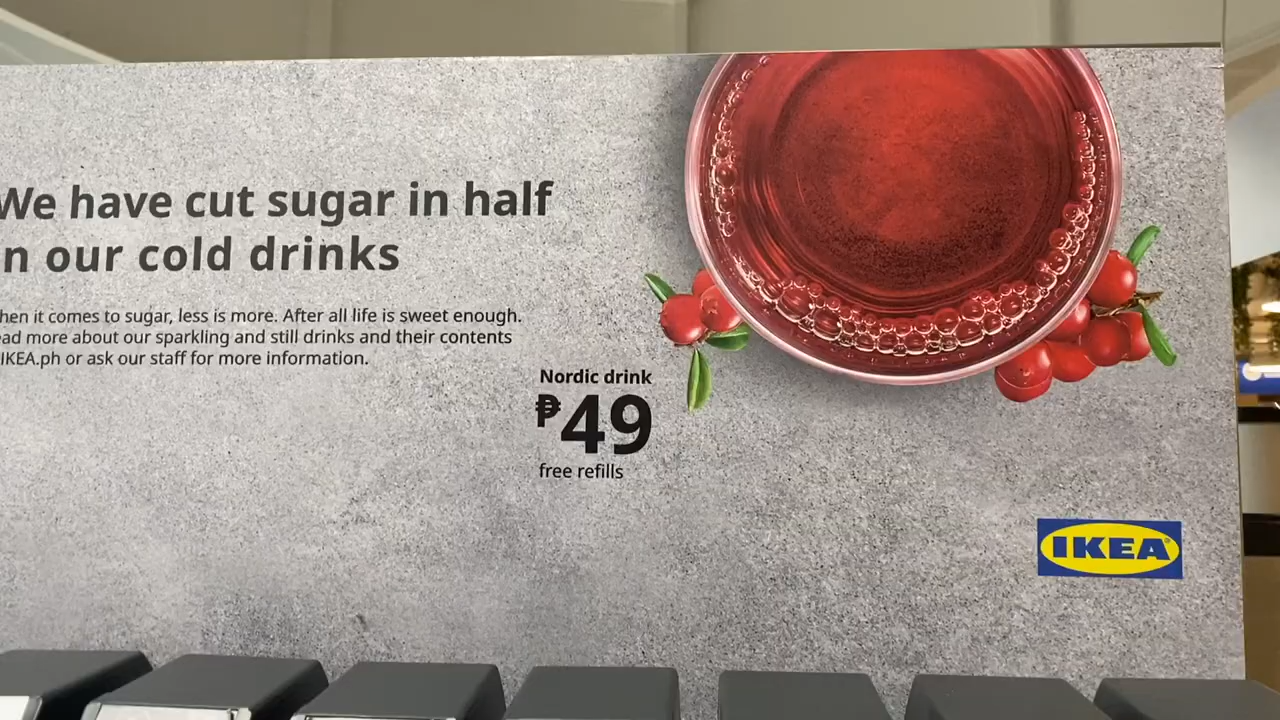 We have cut sugar in half
n our cold drinks
hen it comes to sugar, less is more. After all life is sweet enough.
ead more about our sparkling and still drinks and their contents
IKEA.ph or ask our staff for more information.
Nordic drink
₱49
free refills
IKEA